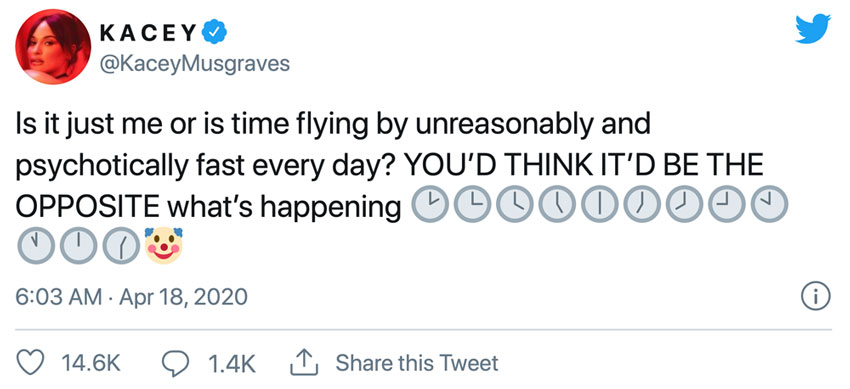 KACEY
@KaceyMusgraves
Is it just me or is time flying by unreasonably and
psychotically fast every day? YOU’D THINK IT’D BE THE
OPPOSITE what’s happening 🕑🕒🕓🕔🕕🕖🕗🕘🕙
🕚🕛🕐🤡
6:03 AM · Apr 18, 2020
14.6K 1.4K Share this Tweet